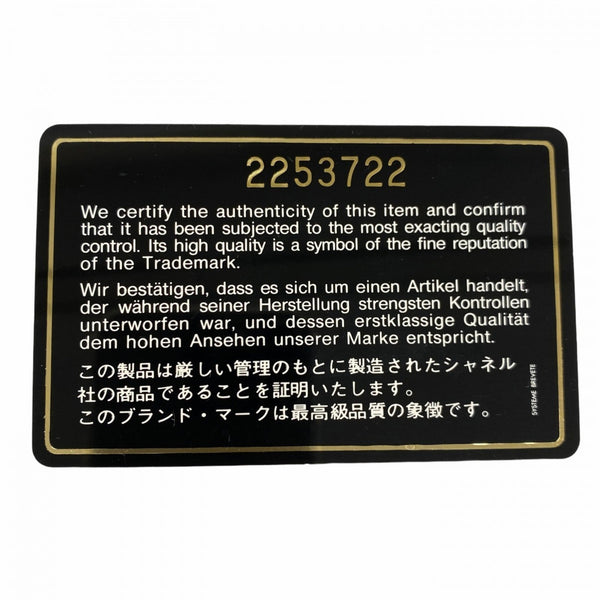 2253722
We certify the authenticity of this item and confirm
that it has been subjected to the most exacting quality
control. Its high quality is a symbol of the fine reputation
of the Trademark.
Wir bestätigen, dass es sich um einen Artikel handelt,
der während seiner Herstellung strengsten Kontrollen
unterworfen war, und dessen erstklassige Qualität
dem hohen Ansehen unserer Marke entspricht.
この製品は厳しい管理のもとに製造されたシャネル
社の商品であることを証明いたします。
このブランド・マークは最高級品質の象徴です。
SYSTEME BREVETE